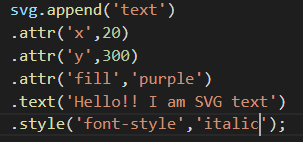 svg.append('text')
.attr('x',20)
.attr('y',300)
.attr('fill','purple')
.text('Hello!! I am SVG text')
.style('font-style','italic');